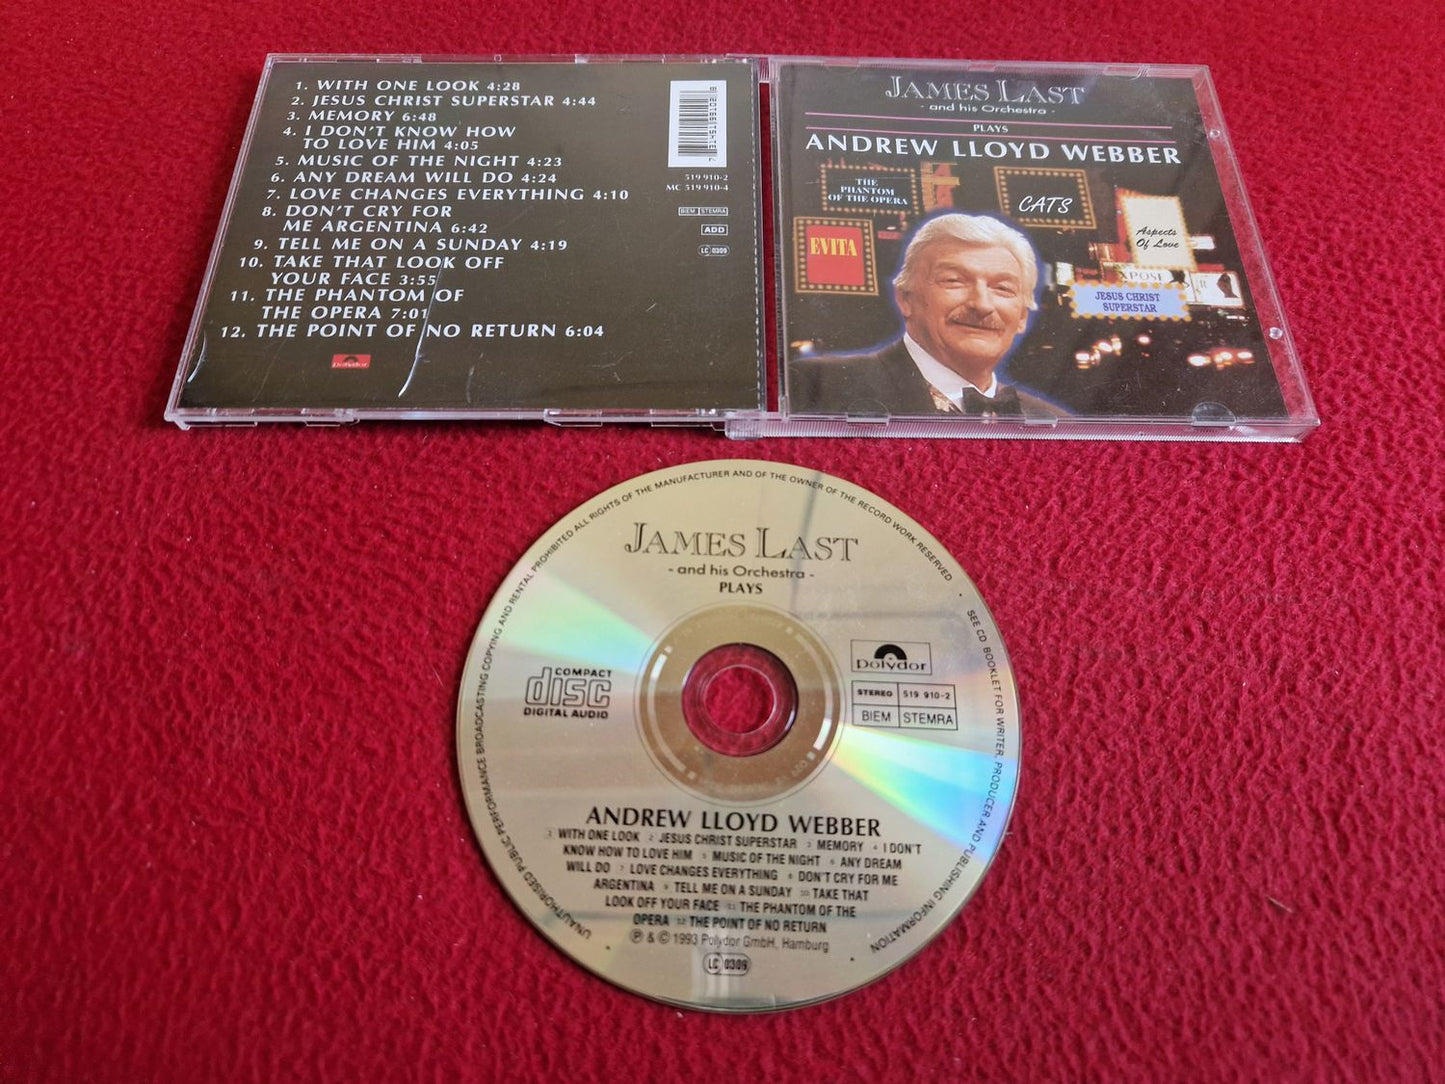 1. WITH ONE LOOK 4:28
2. JESUS CHRIST SUPERSTAR 4:44
3. MEMORY 6:48
4. I DON'T KNOW HOW
TO LOVE HIM 4:05
5. MUSIC OF THE NIGHT 4:23
6. ANY DREAM WILL DO 4:24
7. LOVE CHANGES EVERYTHING 4:10
8. DON'T CRY FOR
ME ARGENTINA 6:42
9. TELL ME ON A SUNDAY 4:19
10. TAKE THAT LOOK OFF
YOUR FACE 3:55
11. THE PHANTOM OF
THE OPERA 7:01
12. THE POINT OF NO RETURN 6:04
Polydor
7 31451 99102 8
519 910-2
MC 519 910-4
BIEM STEMRA
ADD
LC 0309
JAMES LAST
- and his Orchestra -
PLAYS
ANDREW LLOYD WEBBER
THE
PHANTOM
OF THE OPERA
CATS
EVITA
Aspects
Of Love
XPOSE
JESUS CHRIST
SUPERSTAR
UNAUTHORISED PUBLIC PERFORMANCE BROADCASTING COPYING AND RENTAL PROHIBITED ALL RIGHTS OF THE MANUFACTURER AND OF THE OWNER OF THE RECORD WORK RESERVED
SEE CD BOOKLET FOR WRITER, PRODUCER AND PUBLISHING INFORMATION
JAMES LAST
- and his Orchestra -
PLAYS
COMPACT
disc
DIGITAL AUDIO
polydor
STEREO 519 910-2
BIEM STEMRA
ANDREW LLOYD WEBBER
1 WITH ONE LOOK 2 JESUS CHRIST SUPERSTAR 3 MEMORY 4 I DON'T
KNOW HOW TO LOVE HIM 5 MUSIC OF THE NIGHT 6 ANY DREAM
WILL DO 7 LOVE CHANGES EVERYTHING 8 DON'T CRY FOR ME
ARGENTINA 9 TELL ME ON A SUNDAY 10 TAKE THAT
LOOK OFF YOUR FACE 11 THE PHANTOM OF THE
OPERA 12 THE POINT OF NO RETURN
℗ & © 1993 Polydor GmbH, Hamburg
LC 0309